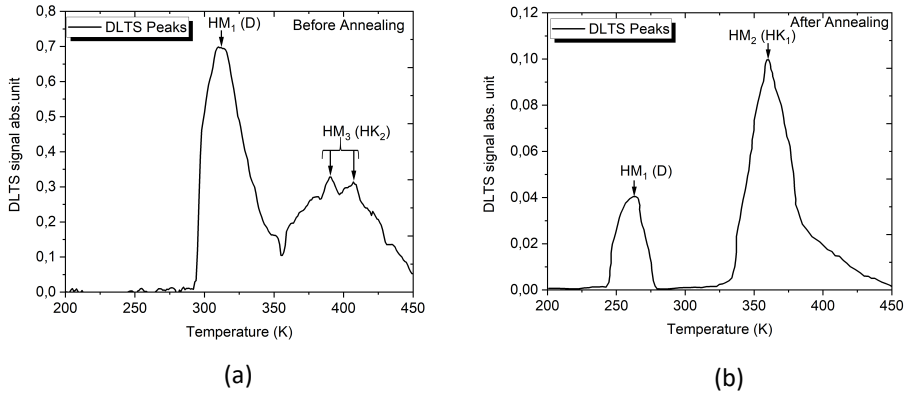 HM1 (D)
DLTS Peaks
Before Annealing
HM3 (HK2)
0,8
0,7
0,6
0,5
0,4
0,3
0,2
0,1
0,0
DLTS signal abs.unit
200 250 300 350 400 450
Temperature (K)
(a)
DLTS Peaks
After Annealing
HM2 (HK1)
HM1 (D)
0,12
0,10
0,08
0,06
0,04
0,02
0,00
DLTS signal abs. unit
200 250 300 350 400 450
Temperature (K)
(b)